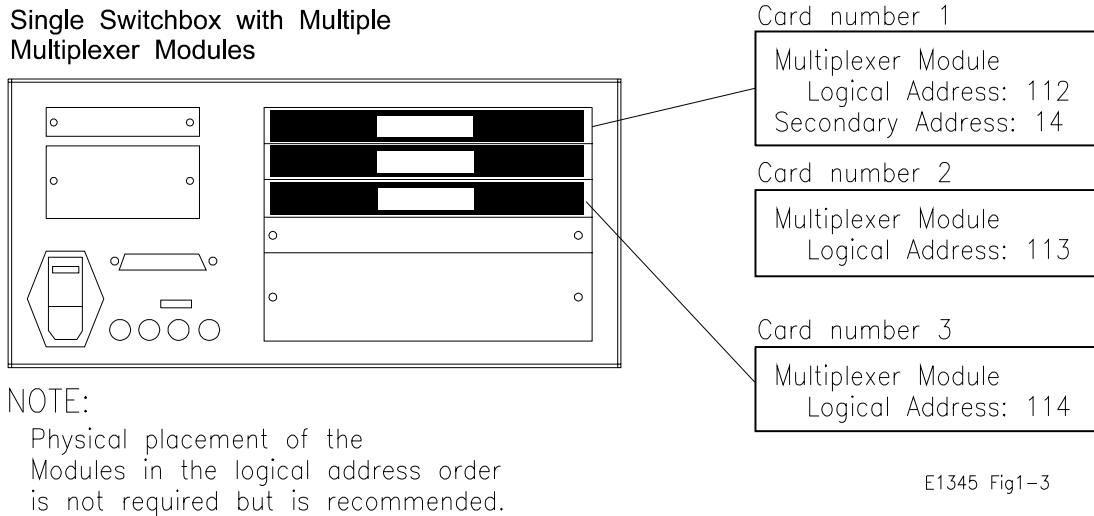 Single Switchbox with Multiple
Multiplexer Modules
Card number 1
Multiplexer Module
Logical Address: 112
Secondary Address: 14
Card number 2
Multiplexer Module
Logical Address: 113
Card number 3
Multiplexer Module
Logical Address: 114
NOTE:
Physical placement of the
Modules in the logical address order
is not required but is recommended.
E1345 Fig1-3